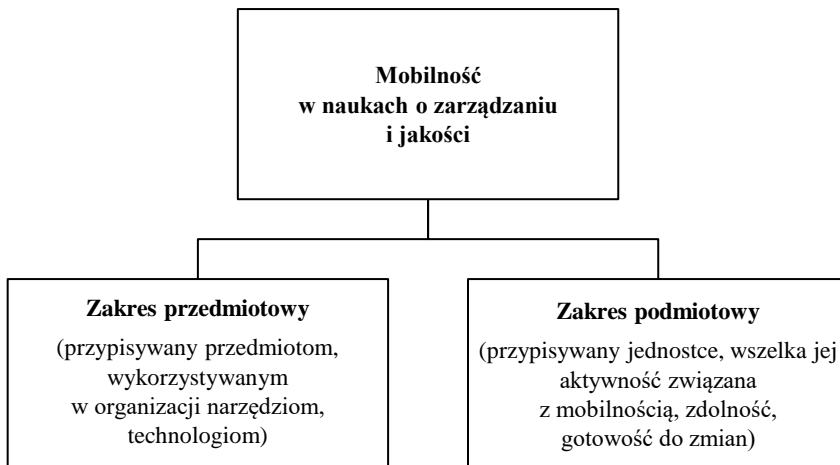 Mobilność
w naukach o zarządzaniu
i jakości
Zakres przedmiotowy
(przypisywany przedmiotom,
wykorzystywanym
w organizacji narzędziom,
technologiom)
Zakres podmiotowy
(przypisywany jednostce, wszelka jej
aktywność związana
z mobilnością, zdolność,
gotowość do zmian)